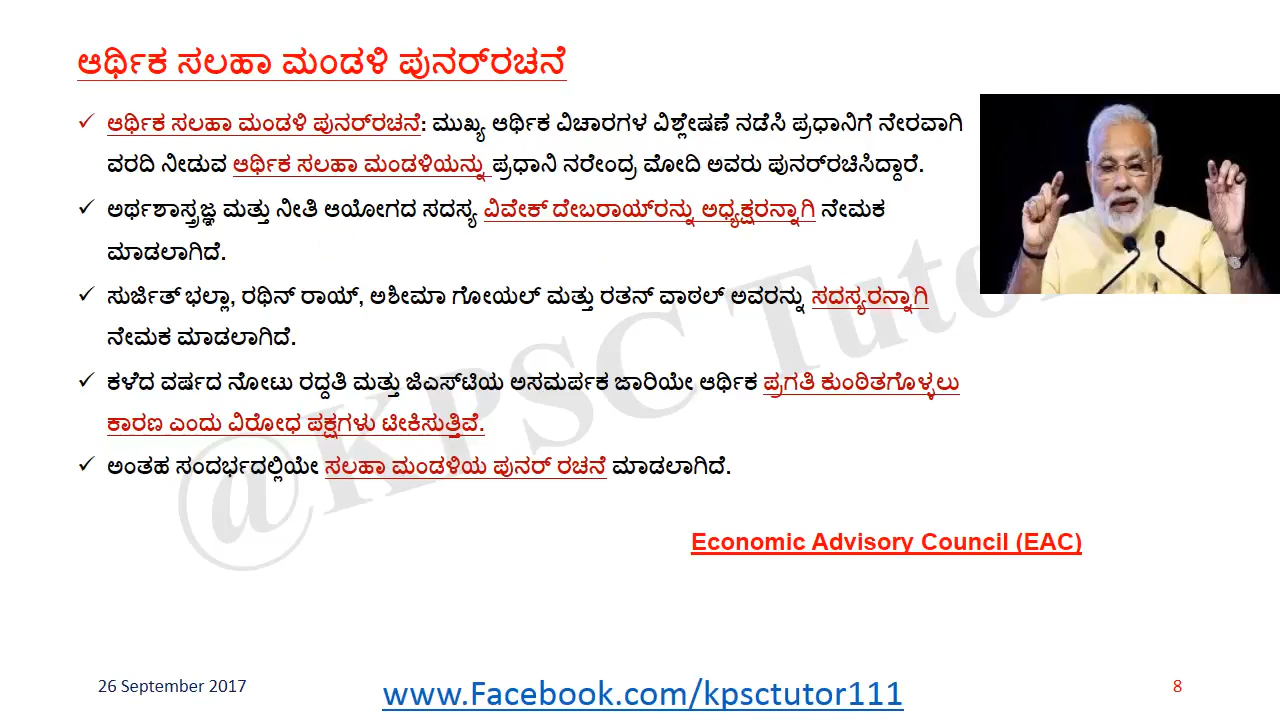 ಆರ್ಥಿಕ ಸಲಹಾ ಮಂಡಳಿ ಪುನರ್‌ರಚನೆ
✓ ಆರ್ಥಿಕ ಸಲಹಾ ಮಂಡಳಿ ಪುನರ್‌ರಚನೆ: ಮುಖ್ಯ ಆರ್ಥಿಕ ವಿಚಾರಗಳ ವಿಶ್ಲೇಷಣೆ ನಡೆಸಿ ಪ್ರಧಾನಿಗೆ ನೇರವಾಗಿ
ವರದಿ ನೀಡುವ ಆರ್ಥಿಕ ಸಲಹಾ ಮಂಡಳಿಯನ್ನು ಪ್ರಧಾನಿ ನರೇಂದ್ರ ಮೋದಿ ಅವರು ಪುನರ್‌ರಚಿಸಿದ್ದಾರೆ.
✓ ಅರ್ಥಶಾಸ್ತ್ರಜ್ಞ ಮತ್ತು ನೀತಿ ಆಯೋಗದ ಸದಸ್ಯ ವಿವೇಕ್ ದೇಬರಾಯ್‌ರನ್ನು ಅಧ್ಯಕ್ಷರನ್ನಾಗಿ ನೇಮಕ
ಮಾಡಲಾಗಿದೆ.
✓ ಸುರ್ಜಿತ್ ಭಲ್ಲಾ, ರಥಿನ್ ರಾಯ್, ಅಶೀಮಾ ಗೋಯಲ್ ಮತ್ತು ರತನ್ ವಾಠಲ್ ಅವರನ್ನು ಸದಸ್ಯರನ್ನಾಗಿ
ನೇಮಕ ಮಾಡಲಾಗಿದೆ.
✓ ಕಳೆದ ವರ್ಷದ ನೋಟು ರದ್ದತಿ ಮತ್ತು ಜಿಎಸ್‌ಟಿಯ ಅಸಮರ್ಪಕ ಜಾರಿಯೇ ಆರ್ಥಿಕ ಪ್ರಗತಿ ಕುಂಠಿತಗೊಳ್ಳಲು
ಕಾರಣ ಎಂದು ವಿರೋಧ ಪಕ್ಷಗಳು ಟೀಕಿಸುತ್ತಿವೆ.
✓ ಅಂತಹ ಸಂದರ್ಭದಲ್ಲಿಯೇ ಸಲಹಾ ಮಂಡಳಿಯ ಪುನರ್ ರಚನೆ ಮಾಡಲಾಗಿದೆ.
@KPSC Tuto
Economic Advisory Council (EAC)
26 September 2017
www.Facebook.com/kpsctutor111
8